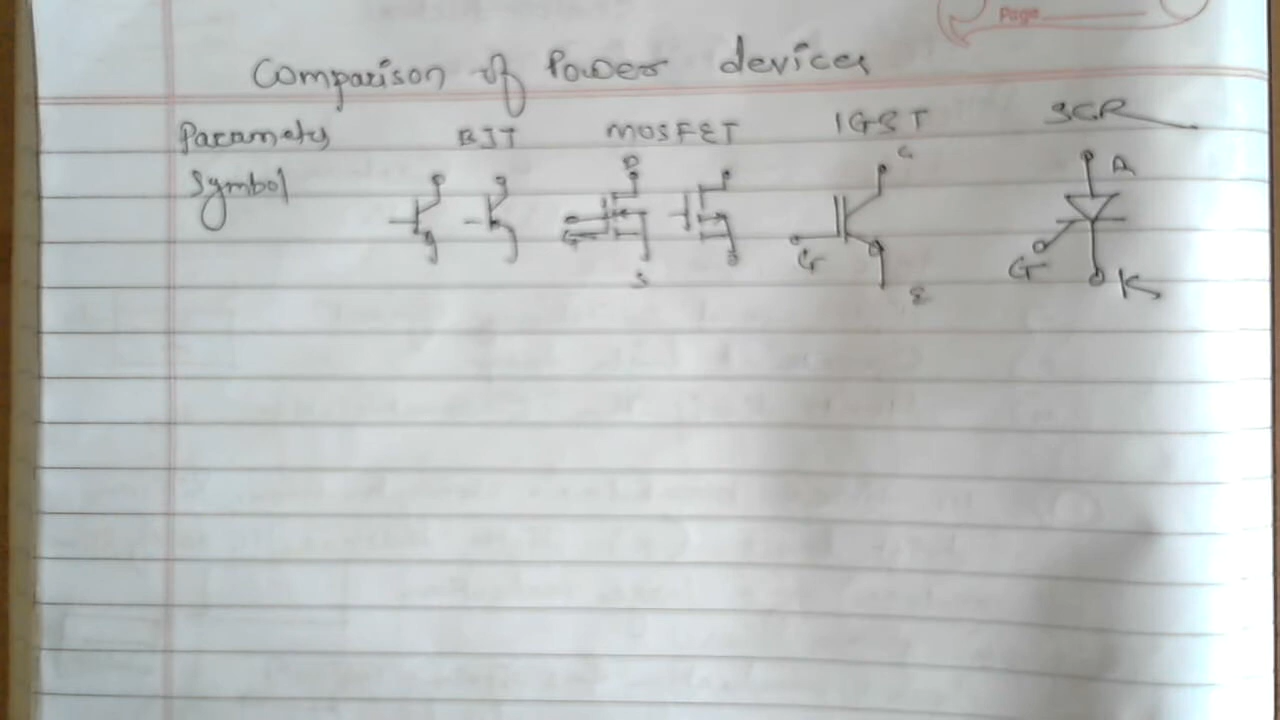 Page
Comparison of Power devices
Parameters BJT MOSFET IGBT SCR
Symbol
D C A
G G G
S S E K